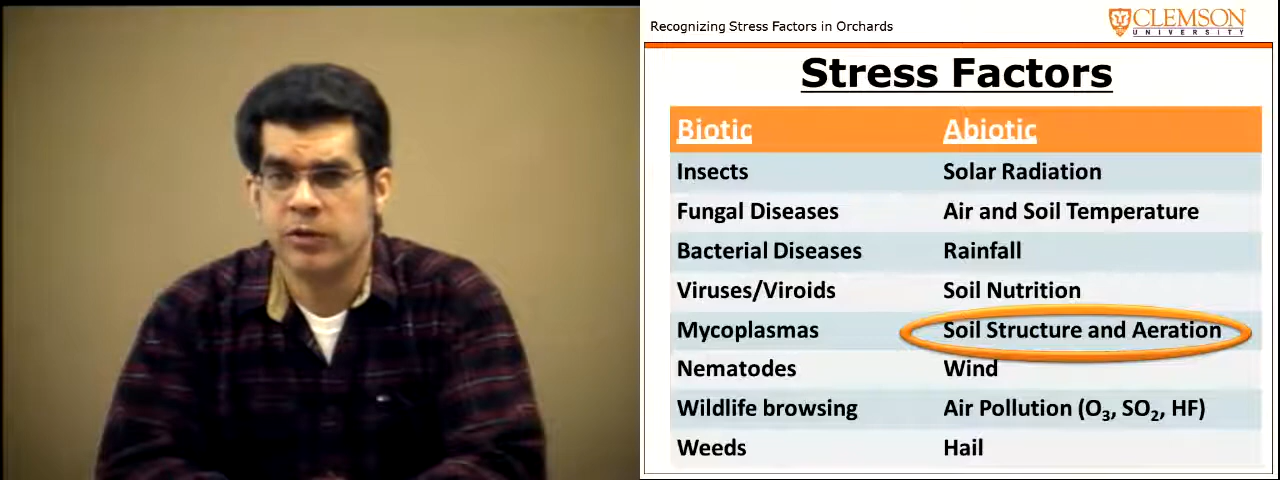 Recognizing Stress Factors in Orchards
CLEMSON
UNIVERSITY
Stress Factors
Biotic Abiotic
Insects Solar Radiation
Fungal Diseases Air and Soil Temperature
Bacterial Diseases Rainfall
Viruses/Viroids Soil Nutrition
Mycoplasmas Soil Structure and Aeration
Nematodes Wind
Wildlife browsing Air Pollution (O₃, SO₂, HF)
Weeds Hail